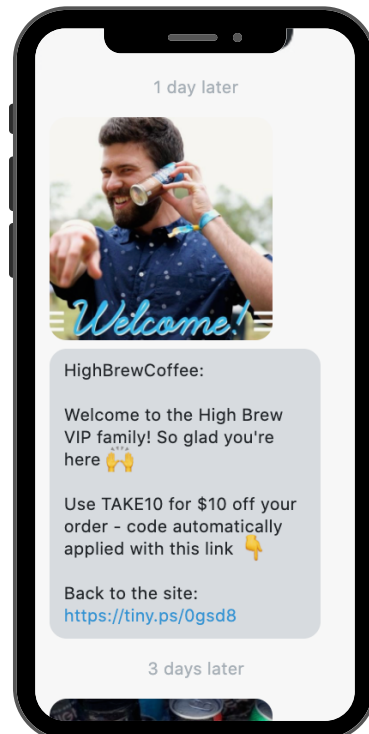 1 day later
Welcome!
HighBrewCoffee:
Welcome to the High Brew
VIP family! So glad you're
here 🙌
Use TAKE10 for $10 off your
order - code automatically
applied with this link 👇
Back to the site:
https://tiny.ps/0gsd8
3 days later